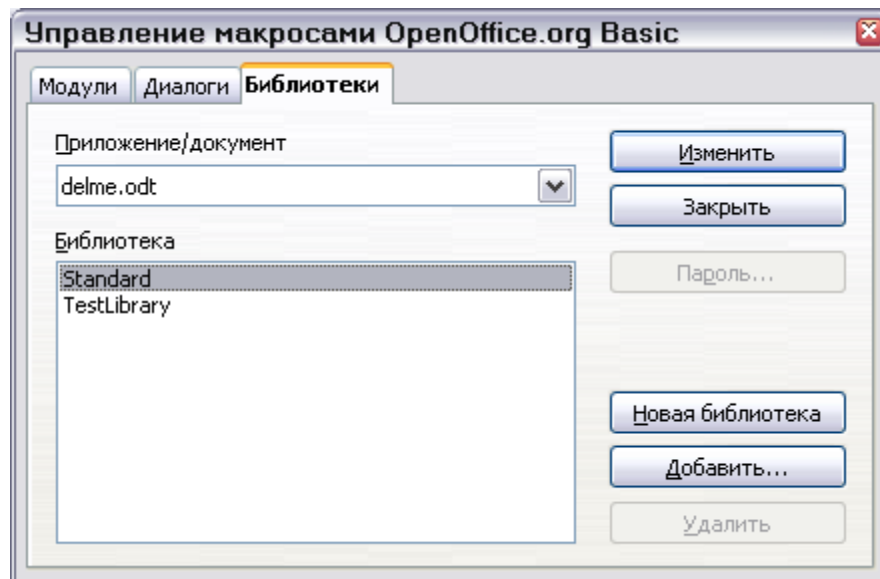 Управление макросами OpenOffice.org Basic
Модули Диалоги Библиотеки
Приложение/документ
delme.odt
Библиотека
Standard
TestLibrary
Изменить
Закрыть
Пароль...
Новая библиотека
Добавить...
Удалить